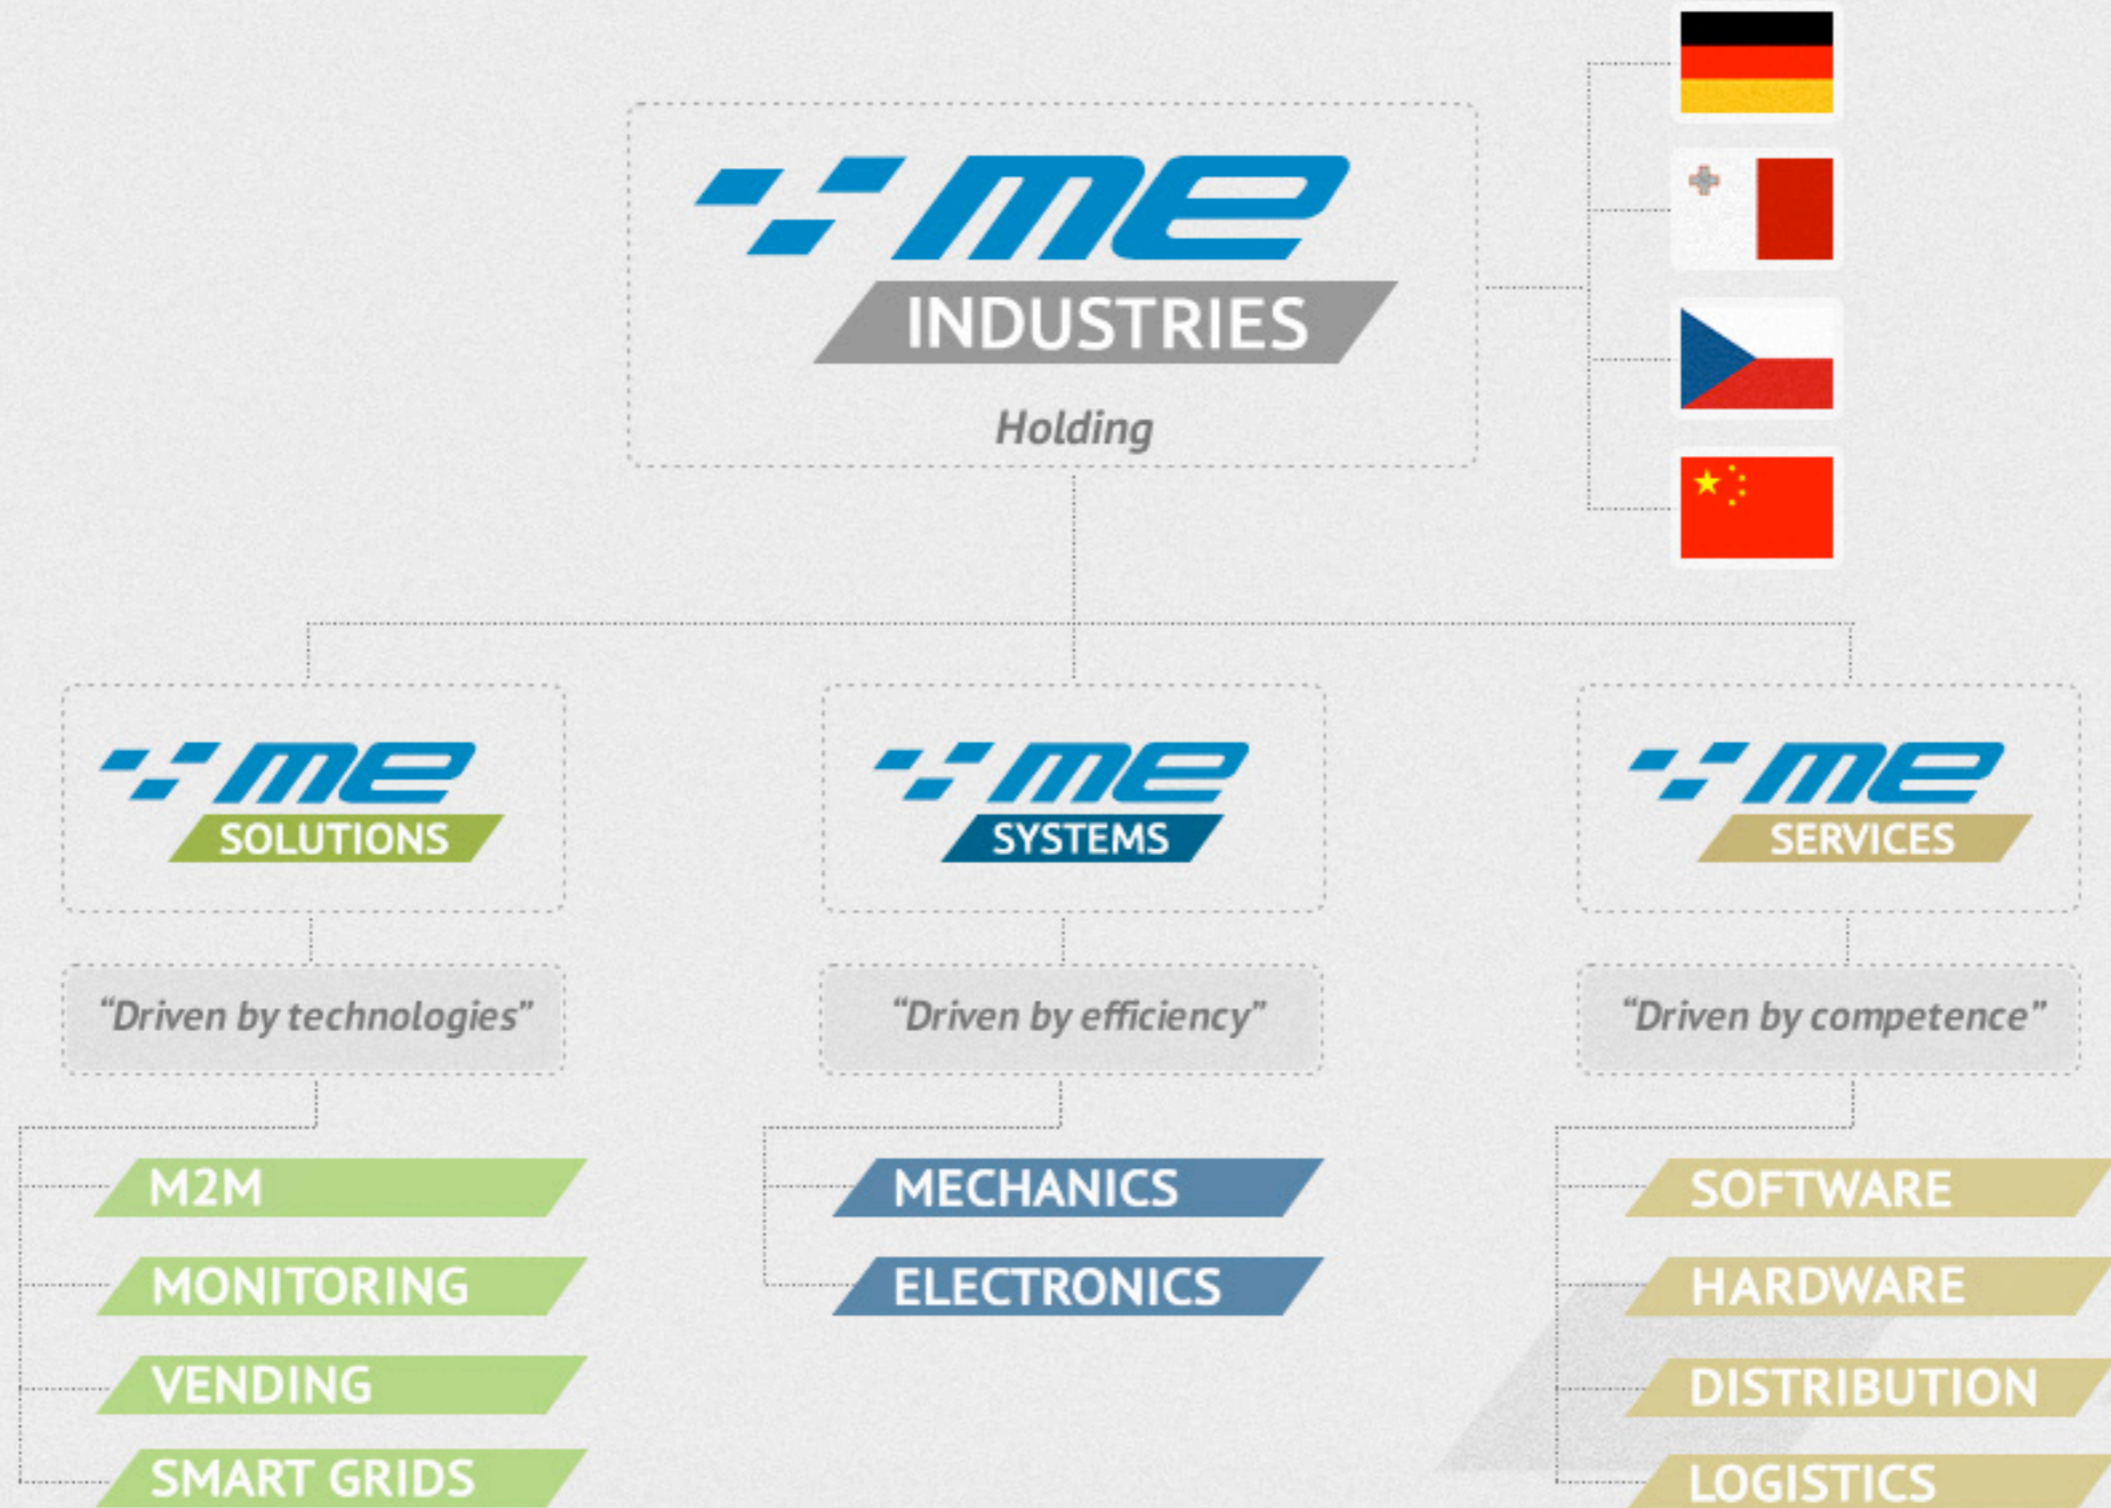 me
INDUSTRIES
Holding
me
SOLUTIONS
me
SYSTEMS
me
SERVICES
“Driven by technologies”
“Driven by efficiency”
“Driven by competence”
M2M
MONITORING
VENDING
SMART GRIDS
MECHANICS
ELECTRONICS
SOFTWARE
HARDWARE
DISTRIBUTION
LOGISTICS